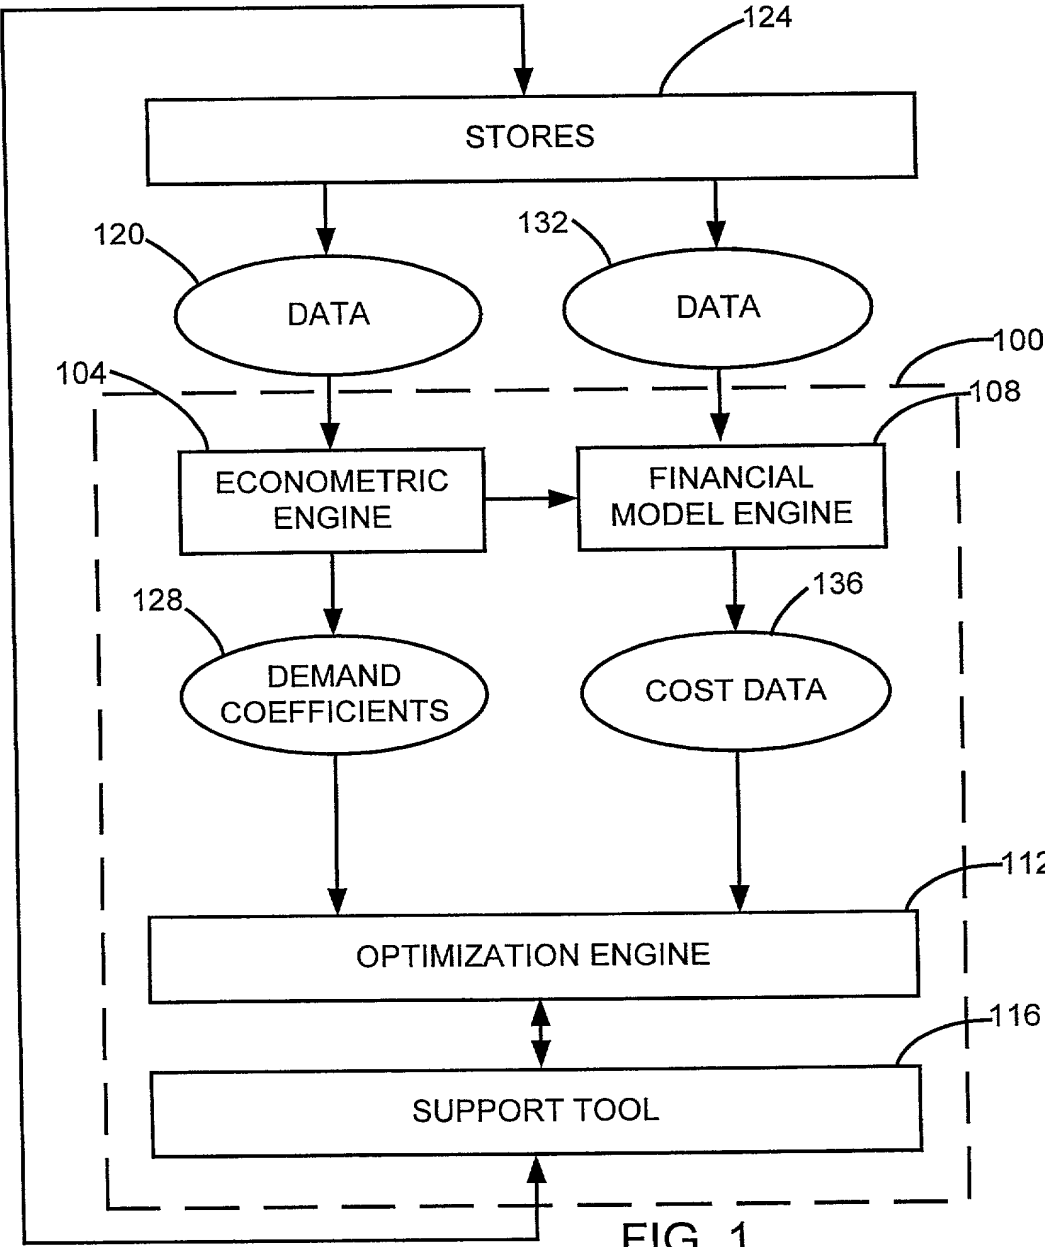 124
STORES
120
132
DATA
DATA
100
104
108
ECONOMETRIC
ENGINE
FINANCIAL
MODEL ENGINE
128
136
DEMAND
COEFFICIENTS
COST DATA
112
OPTIMIZATION ENGINE
116
SUPPORT TOOL
FIG. 1